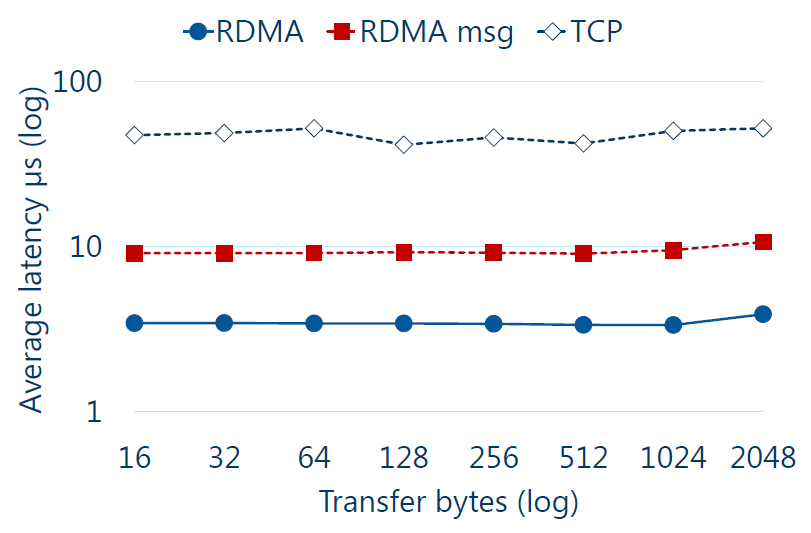 RDMA RDMA msg TCP
Average latency µs (log)
100
10
1
16 32 64 128 256 512 1024 2048
Transfer bytes (log)